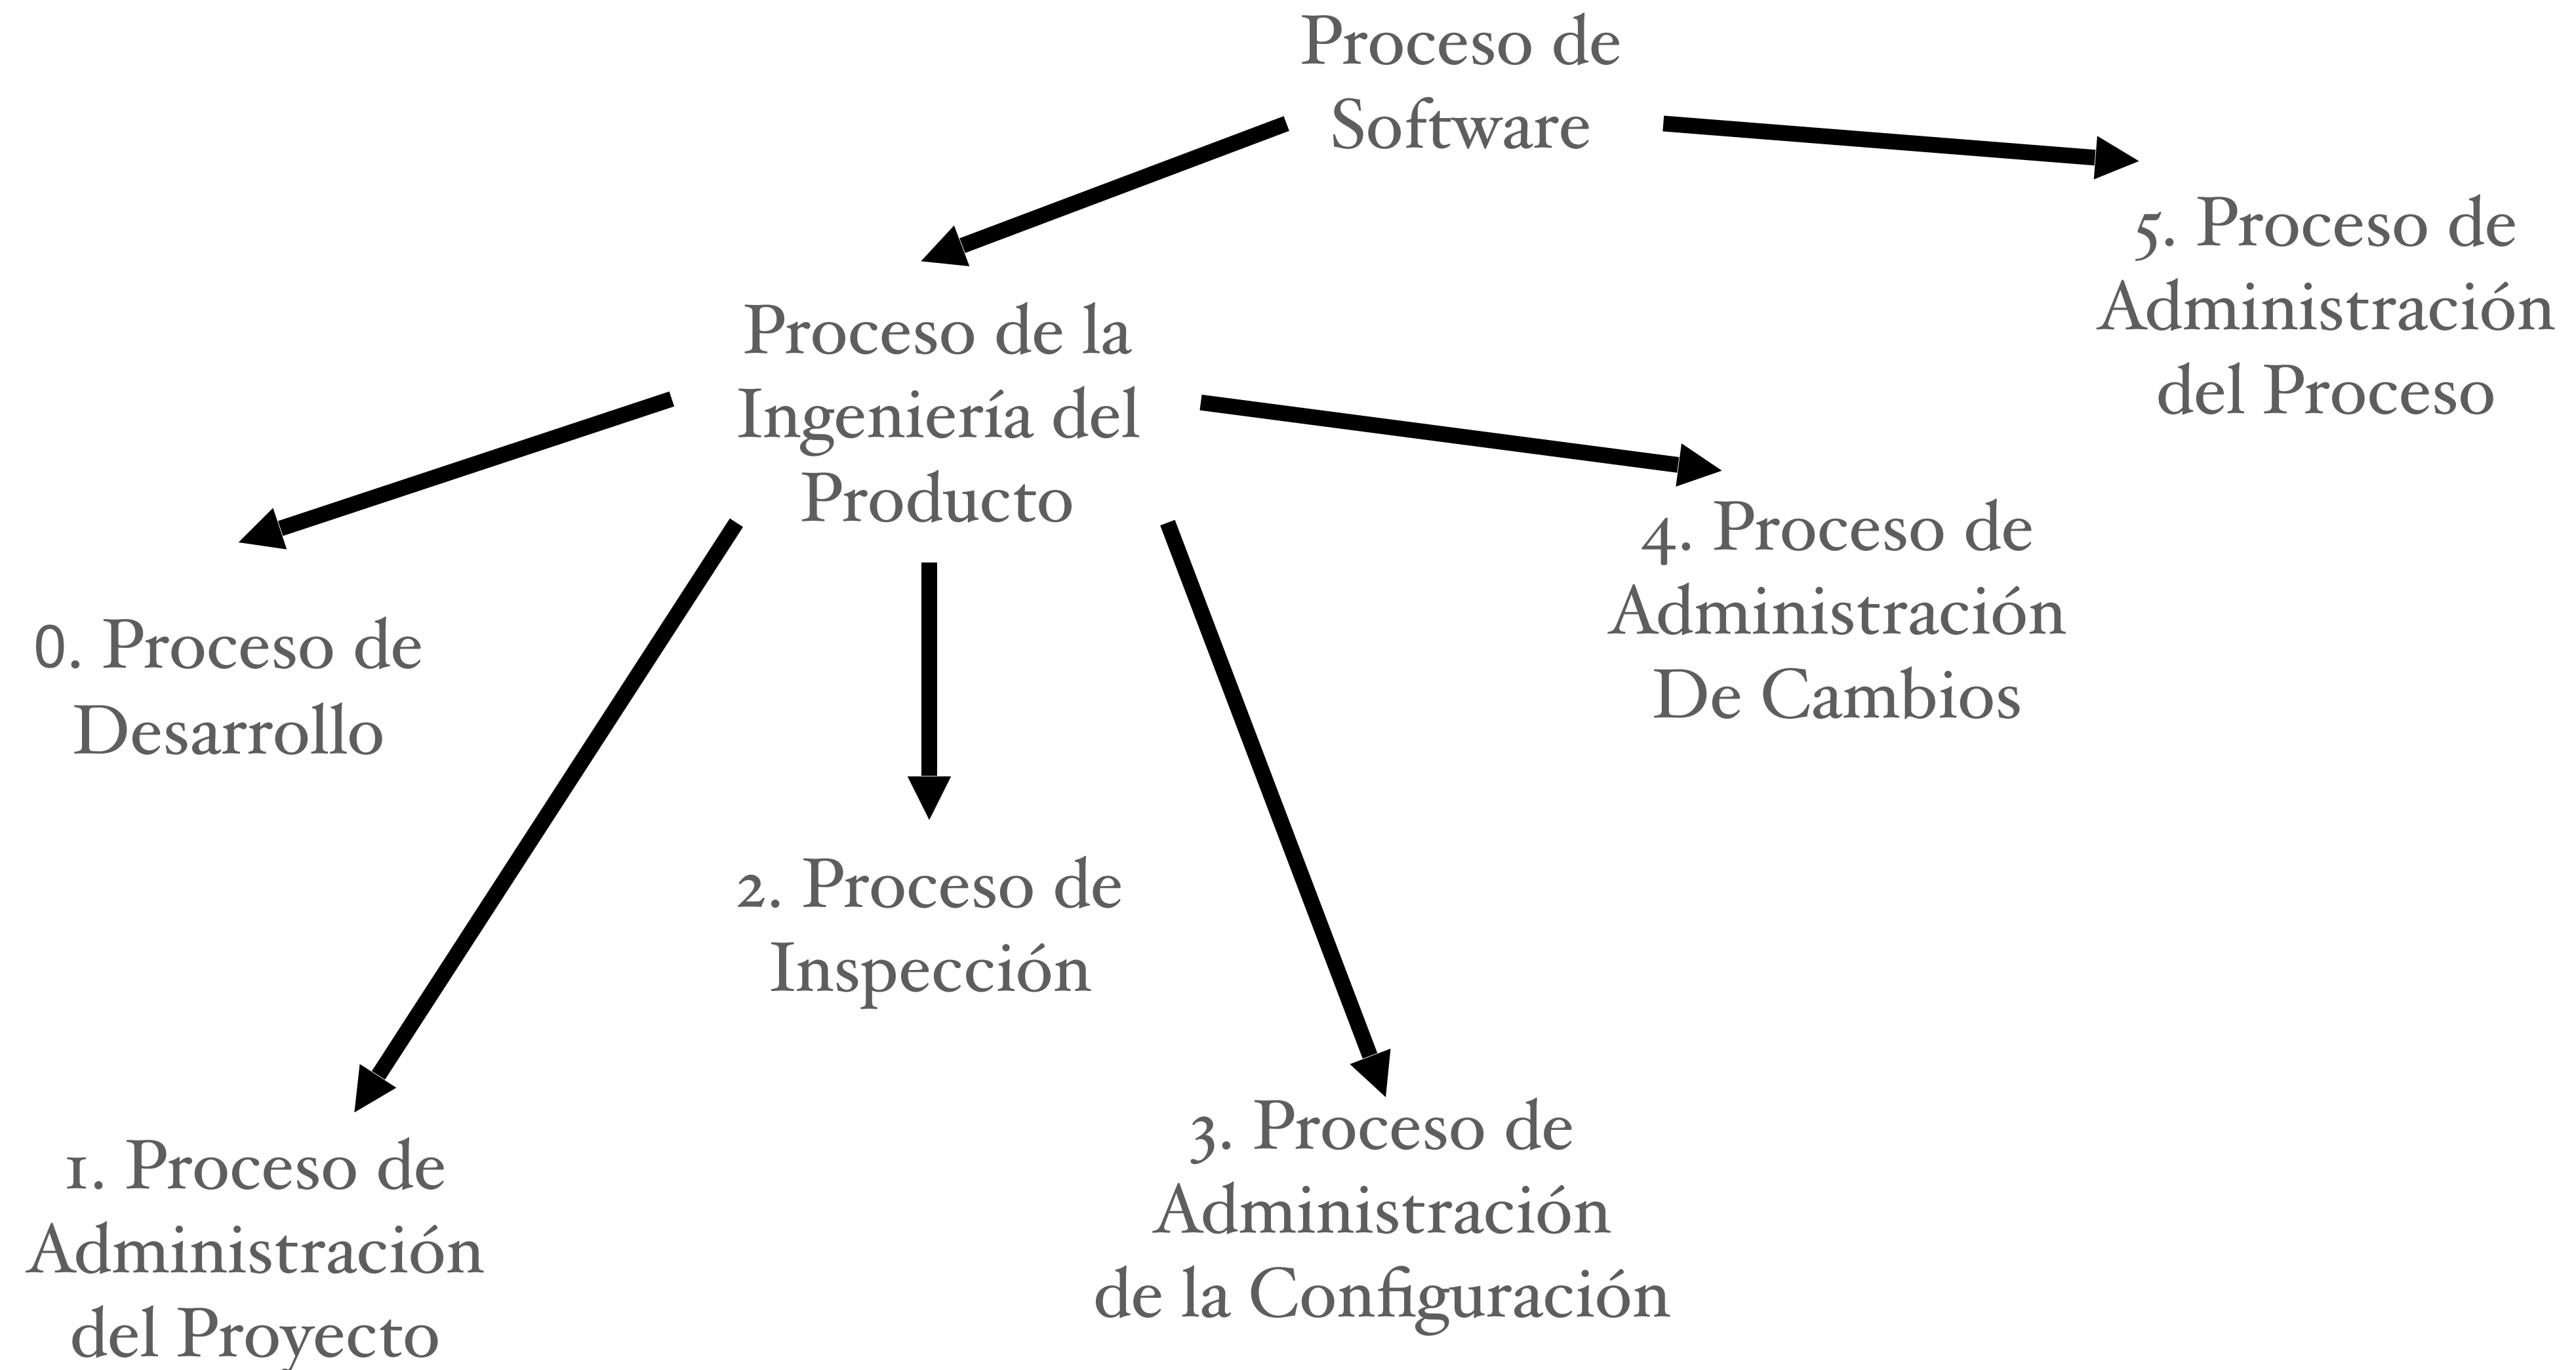 Proceso de
Software
5. Proceso de
Administración
del Proceso
Proceso de la
Ingeniería del
Producto
4. Proceso de
Administración
De Cambios
0. Proceso de
Desarrollo
2. Proceso de
Inspección
3. Proceso de
Administración
de la Configuración
1. Proceso de
Administración
del Proyecto